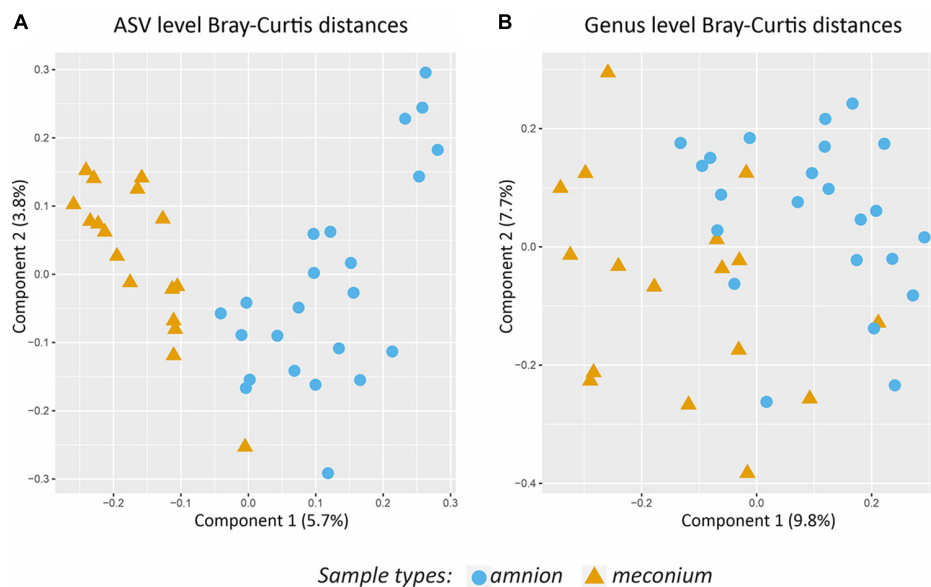 A ASV level Bray-Curtis distances
0.3
0.2
0.1
0.0
−0.1
−0.2
−0.3
Component 2 (3.8%)
−0.2 −0.1 0.0 0.1 0.2 0.3
Component 1 (5.7%)
B Genus level Bray-Curtis distances
0.2
0.0
−0.2
−0.4
Component 2 (7.7%)
−0.2 0.0 0.2
Component 1 (9.8%)
Sample types: amnion meconium